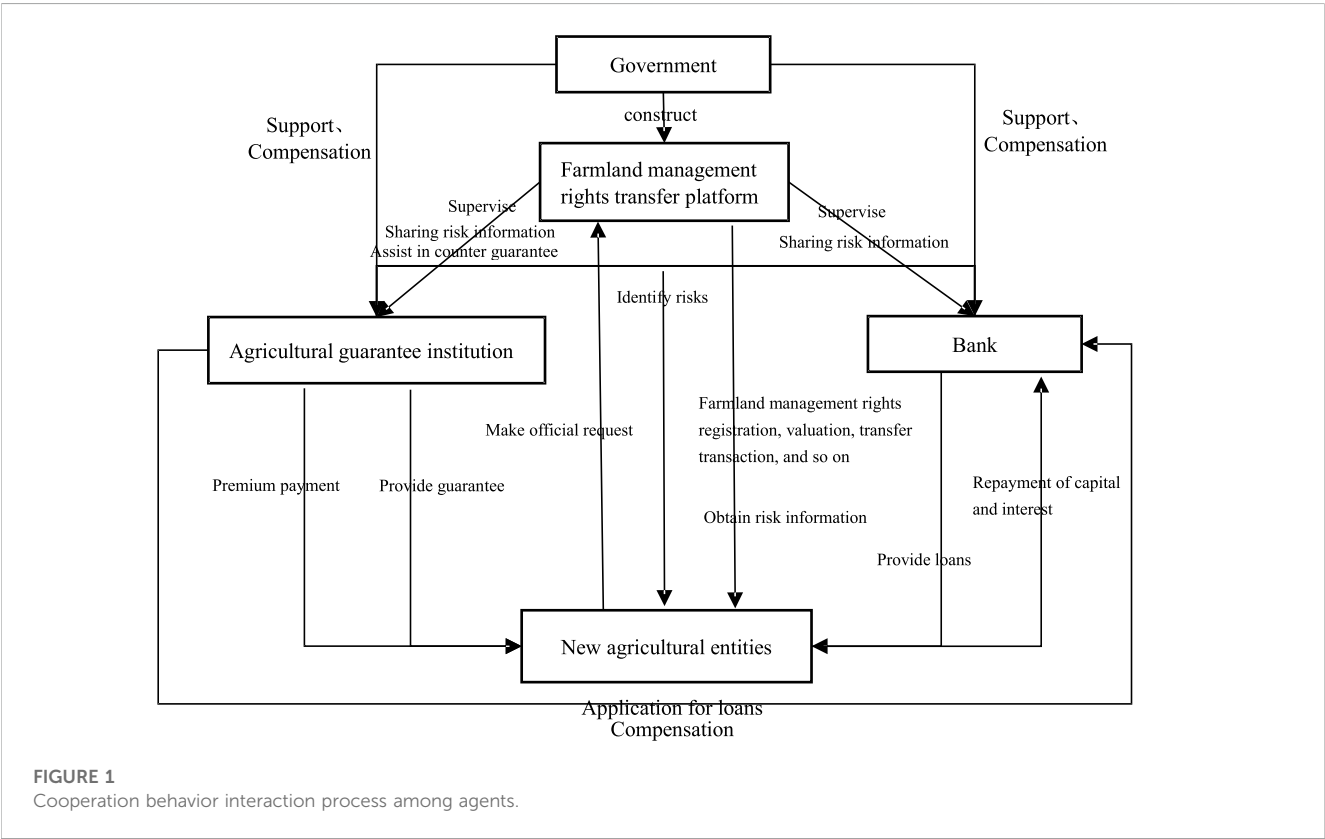 Government
construct
Support、
Compensation
Support、
Compensation
Farmland management
rights transfer platform
Supervise
Sharing risk information
Assist in counter guarantee
Supervise
Sharing risk information
Identify risks
Agricultural guarantee institution
Bank
Make official request
Farmland management rights
registration, valuation, transfer
transaction, and so on
Premium payment
Provide guarantee
Repayment of capital
and interest
Obtain risk information
Provide loans
New agricultural entities
Application for loans
Compensation
FIGURE 1
Cooperation behavior interaction process among agents.